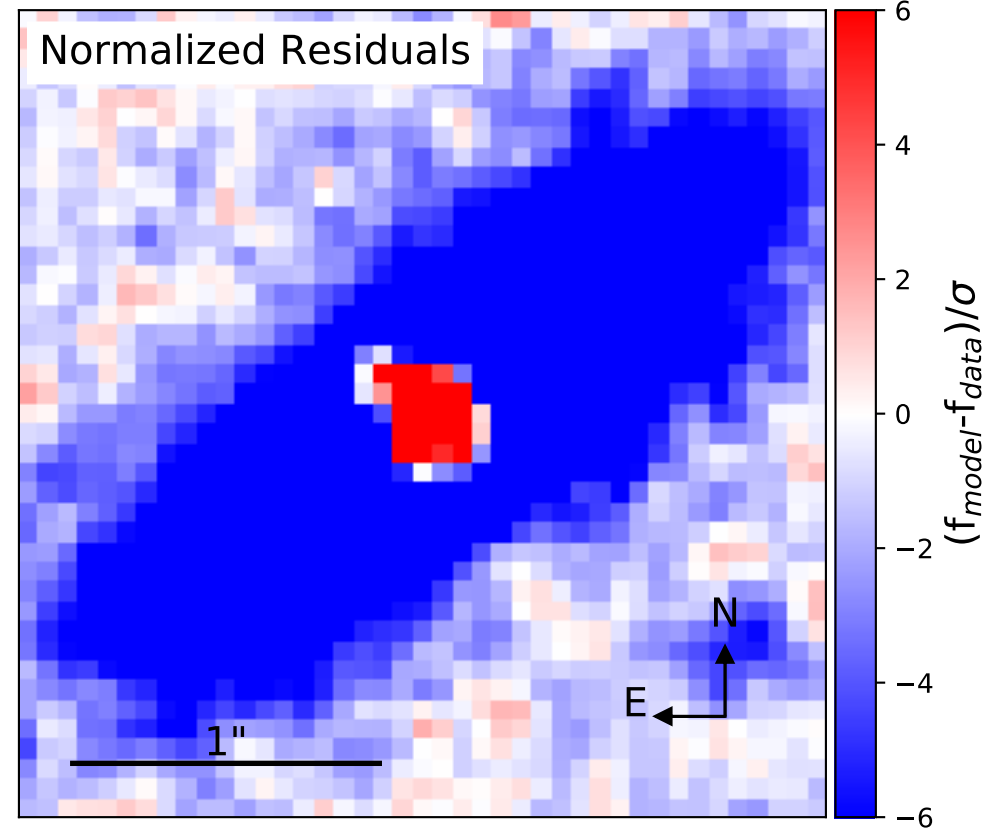 Normalized Residuals
6
4
2
0
−2
−4
−6
(f_model-f_data)/σ
N
E
1"